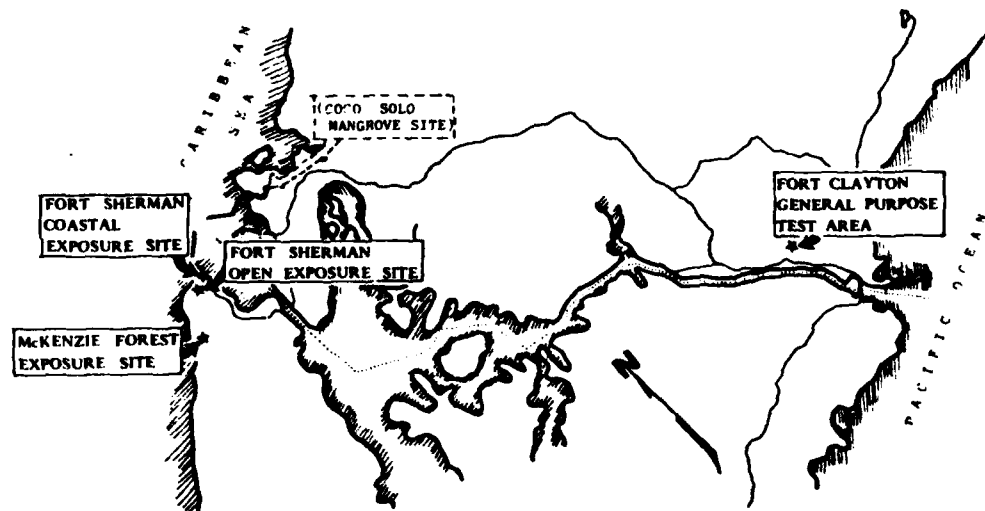 CARIBBEAN
SEA
(COCO SOLO
MANGROVE SITE)
FORT SHERMAN
COASTAL
EXPOSURE SITE
FORT SHERMAN
OPEN EXPOSURE SITE
McKENZIE FOREST
EXPOSURE SITE
FORT CLAYTON
GENERAL PURPOSE
TEST AREA
N
PACIFIC OCEAN